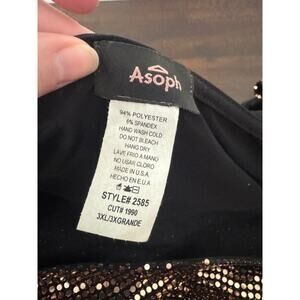 Asoph
94% POLYESTER
6% SPANDEX
HAND WASH COLD
DO NOT BLEACH
HANG DRY
LAVE FRIO A MANO
NO USAR CLORO
MADE IN U.S.A.
HECHO EN E.U.A
STYLE# 2585
CUT# 1990
3XL/3XGRANDE